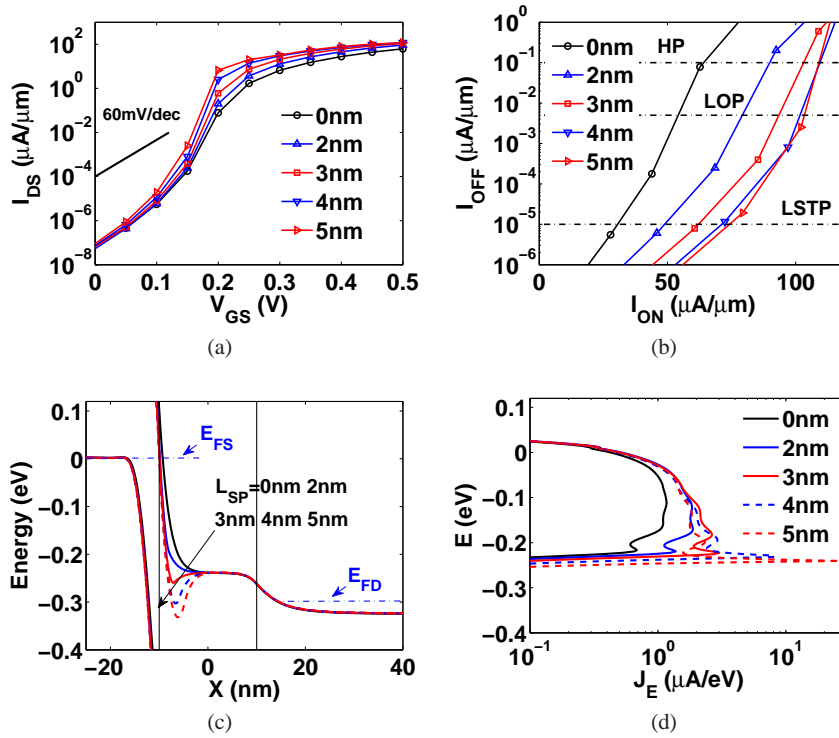 10^2
10^0
10^-2
10^-4
10^-6
10^-8
I_DS (μA/μm)
60mV/dec
0nm
2nm
3nm
4nm
5nm
0 0.1 0.2 0.3 0.4 0.5
V_GS (V)
(a)
10^0
10^-1
10^-2
10^-3
10^-4
10^-5
10^-6
I_OFF (μA/μm)
0nm
2nm
3nm
4nm
5nm
HP
LOP
LSTP
0 50 100
I_ON (μA/μm)
(b)
0.1
0
−0.1
−0.2
−0.3
−0.4
Energy (eV)
E_FS
L_SP=0nm 2nm
3nm 4nm 5nm
E_FD
−20 0 20 40
X (nm)
(c)
0.1
0
−0.1
−0.2
−0.3
−0.4
E (eV)
0nm
2nm
3nm
4nm
5nm
10^-1 10^0 10^1
J_E (μA/eV)
(d)